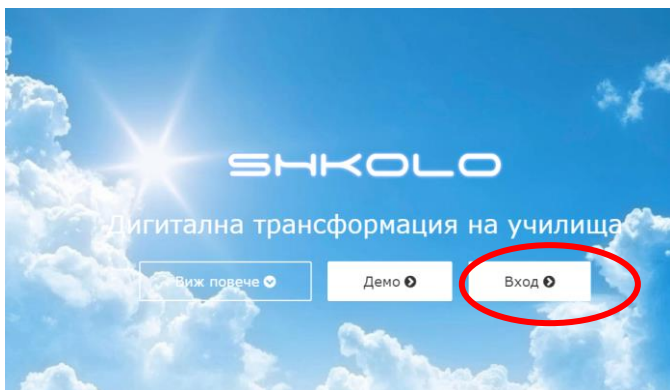 SHKOLO
Дигитална трансформация на училища
Виж повече
Демо
Вход